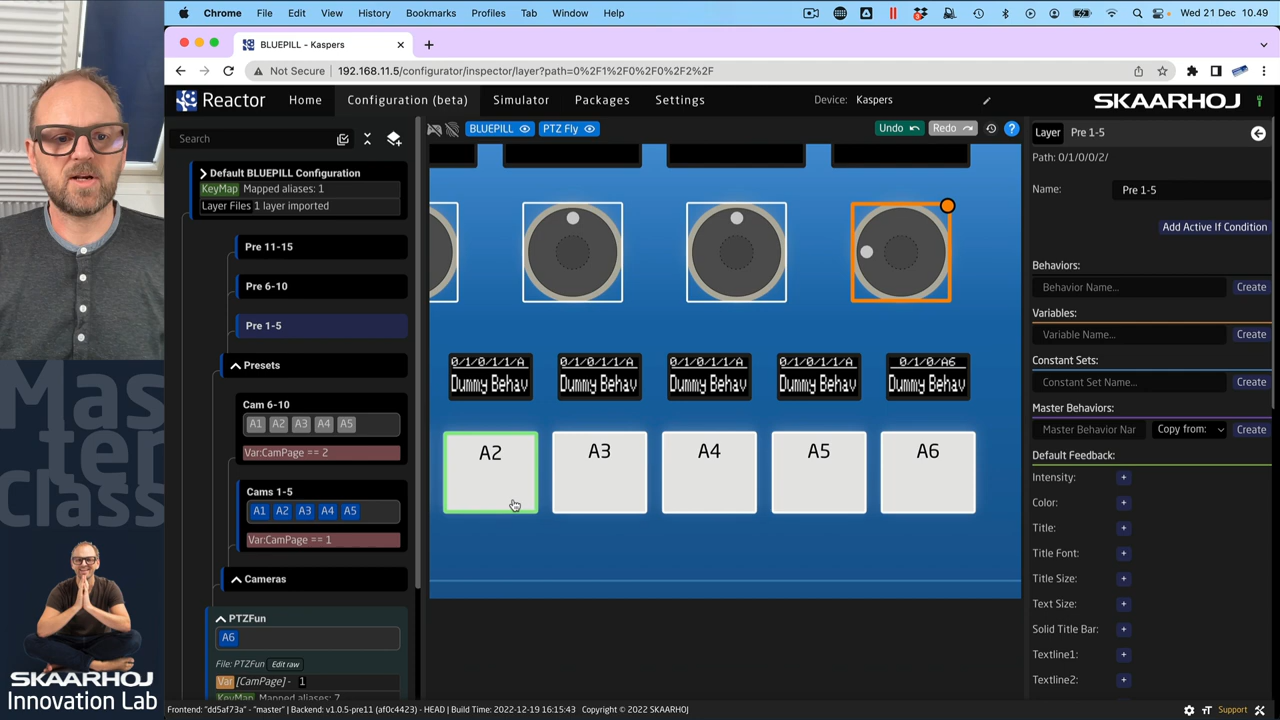 Chrome File Edit View History Bookmarks Profiles Tab Window Help Wed 21 Dec 10.49
BLUEPILL - Kaspers
Not Secure 192.168.11.5/configurator/inspector/layer?path=0%2F1%2F0%2F0%2F2%2F
Reactor Home Configuration (beta) Simulator Packages Settings Device: Kaspers SKAARHOJ
Search
BLUEPILL PTZ Fly Undo Redo ?
Default BLUEPILL Configuration
KeyMap Mapped aliases: 1
Layer Files 1 layer imported
Pre 11-15
Pre 6-10
Pre 1-5
Presets
Cam 6-10
A1 A2 A3 A4 A5
Var:CamPage == 2
Cams 1-5
A1 A2 A3 A4 A5
Var:CamPage == 1
Cameras
PTZFun
A6
File: PTZFun Edit raw
Var [CamPage] - 1
KeyMap Mapped aliases: 7
0/1/0/1/1/A 0/1/0/1/1/A 0/1/0/1/1/A 0/1/0/1/1/A 0/1/0/A6
Dummy Behav Dummy Behav Dummy Behav Dummy Behav Dummy Behav
A2 A3 A4 A5 A6
Layer Pre 1-5
Path: 0/1/0/0/2/
Name: Pre 1-5
Add Active If Condition
Behaviors:
Behavior Name... Create
Variables:
Variable Name... Create
Constant Sets:
Constant Set Name... Create
Master Behaviors:
Master Behavior Nar Copy from: Create
Default Feedback:
Intensity: +
Color: +
Title: +
Title Font: +
Title Size: +
Text Size: +
Solid Title Bar: +
Textline1: +
Textline2: +
Master
Class
SKAARHOJ
Innovation Lab
Frontend: "dd5af73a" - "master" | Backend: v1.0.5-pre11 (af0c4423) - HEAD | Build Time: 2022-12-19 16:15:43 Copyright © 2022 SKAARHOJ Support